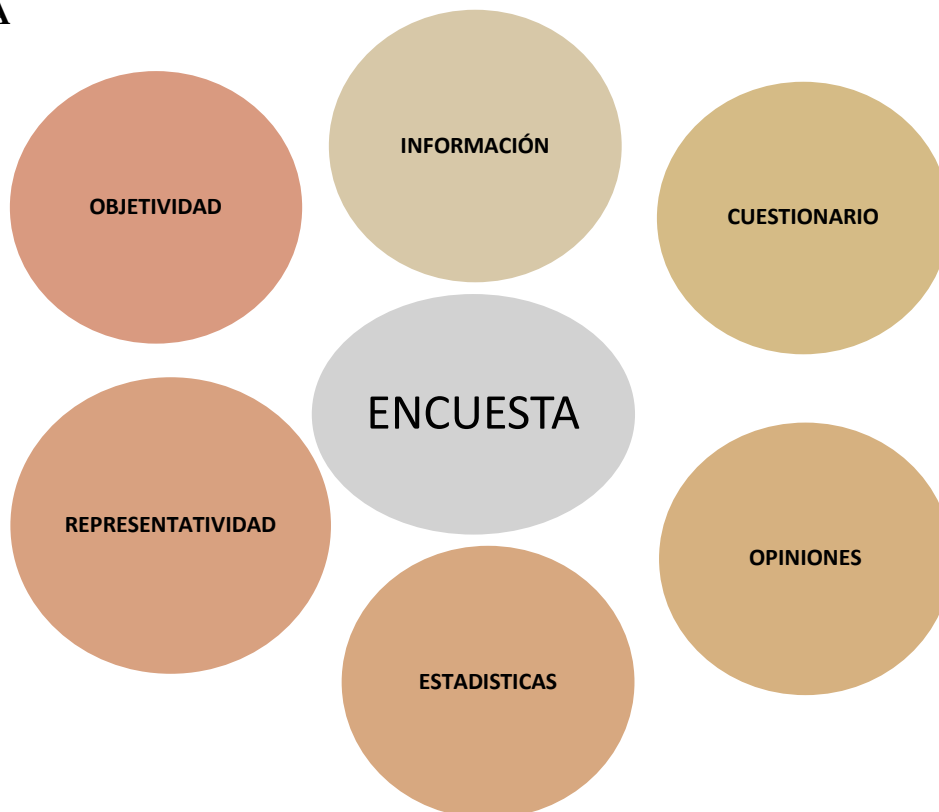 A
INFORMACIÓN
OBJETIVIDAD
CUESTIONARIO
ENCUESTA
REPRESENTATIVIDAD
OPINIONES
ESTADISTICAS